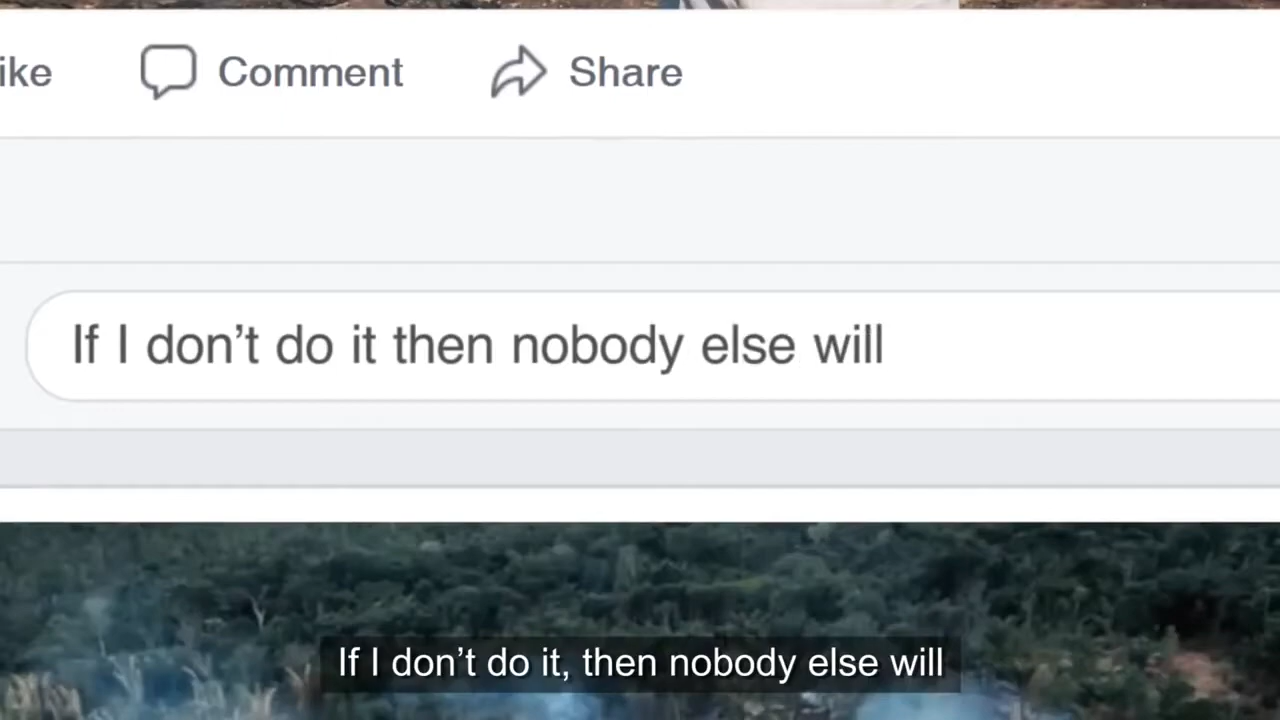 ike Comment Share
If I don’t do it then nobody else will
If I don’t do it, then nobody else will